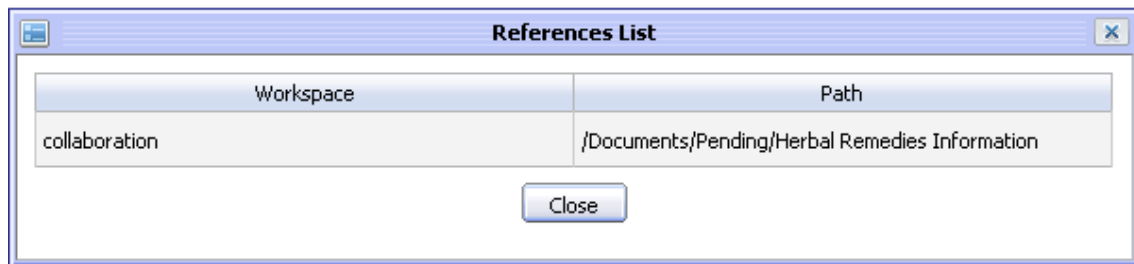 References List
Workspace Path
collaboration /Documents/Pending/Herbal Remedies Information
Close